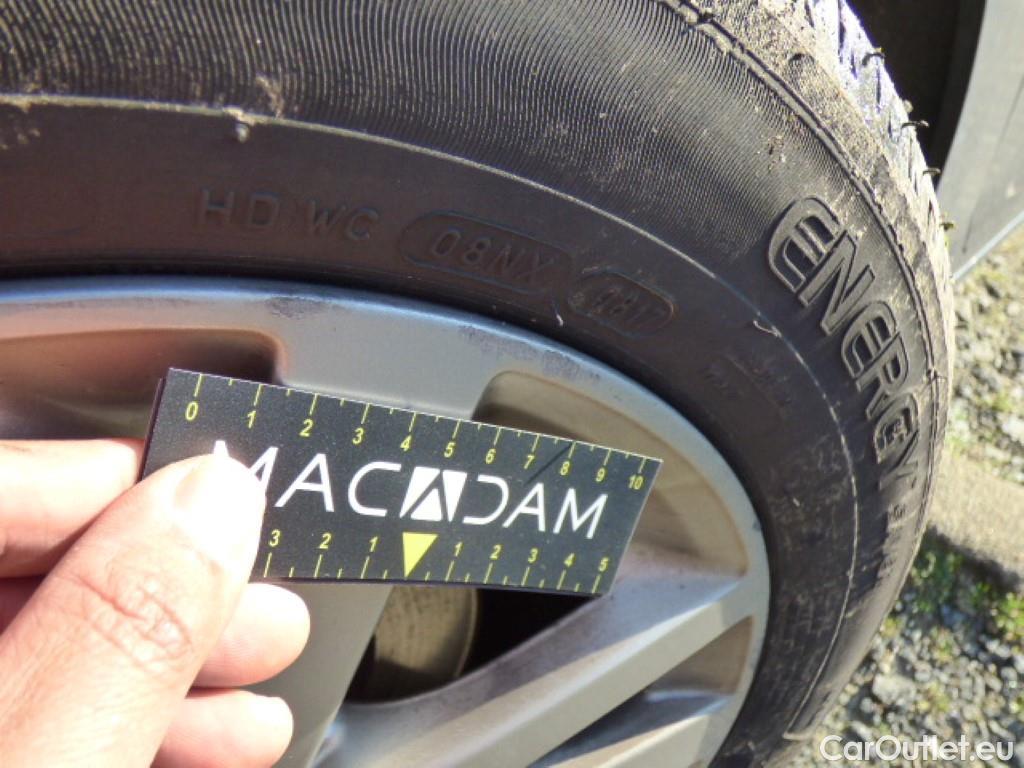 HD WC 08NX
ENERGY
0 1 2 3 4 5 6 7 8 9 10
MACADAM
3 2 1 1 2 3 4 5
CarOutlet.eu